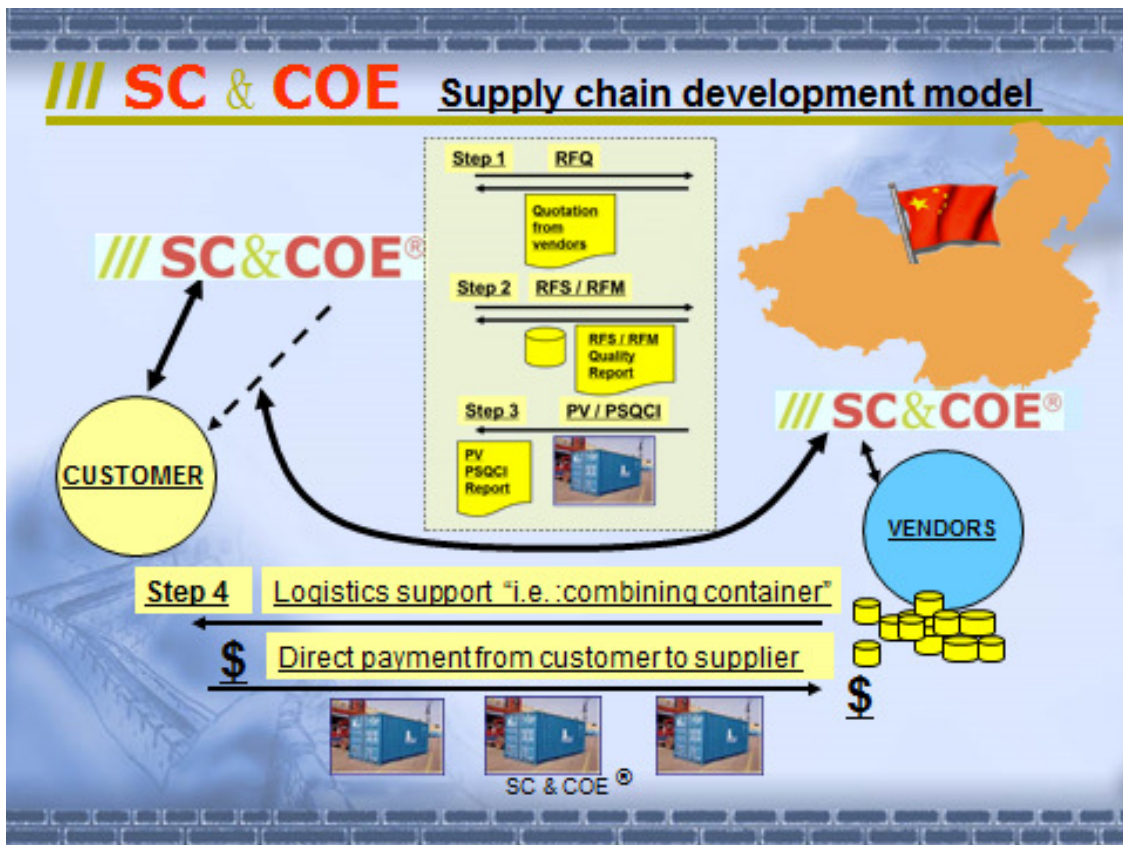 /// SC & COE Supply chain development model
Step 1 RFQ
Quotation
from
vendors
/// SC&COE®
Step 2 RFS / RFM
RFS / RFM
Quality
Report
Step 3 PV / PSQCI
PV
PSQCI
Report
/// SC&COE®
CUSTOMER
VENDORS
Step 4 Logistics support “i.e. :combining container”
$ Direct payment from customer to supplier
$
SC & COE ®